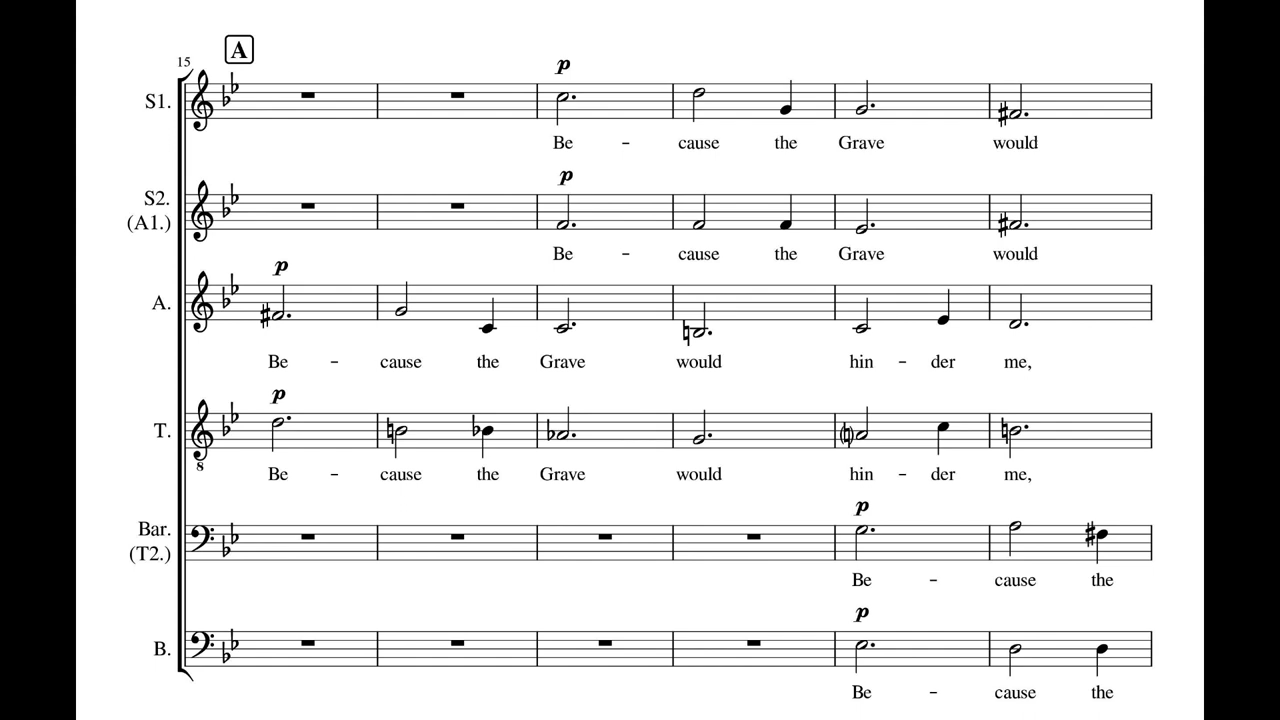 A
15
p
S1.
Be - cause the Grave would
p
S2.
(A1.)
Be - cause the Grave would
p
A.
Be - cause the Grave would hin - der me,
p
T.
8
Be - cause the Grave would hin - der me,
p
Bar.
(T2.)
Be - cause the
p
B.
Be - cause the